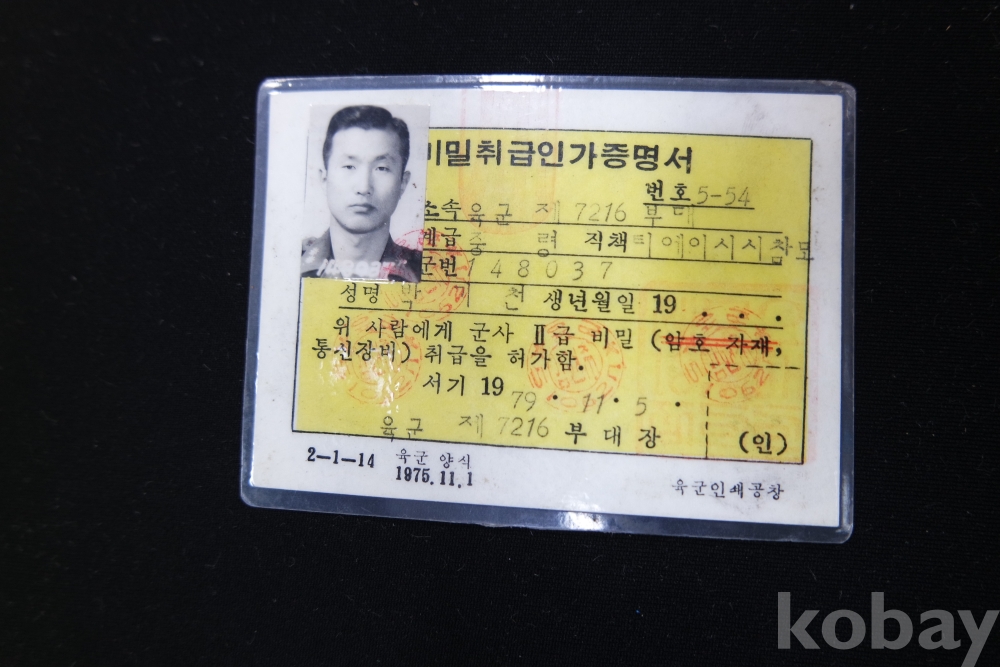 비밀취급인가증명서
번호 5-54
소속 육군 제 7216 부대
계급 중 령 직책 티에이시시참모
군번 148037
성명 박 천 생년월일 19 . . .
위 사람에게 군사 Ⅱ급 비밀 (암호 자재,
통신장비) 취급을 허가함.
서기 1979 · 11 · 5 ·
육군 제 7216 부대장 (인)
2-1-14 육군 양식
1975.11.1
육군인쇄공창
kobay